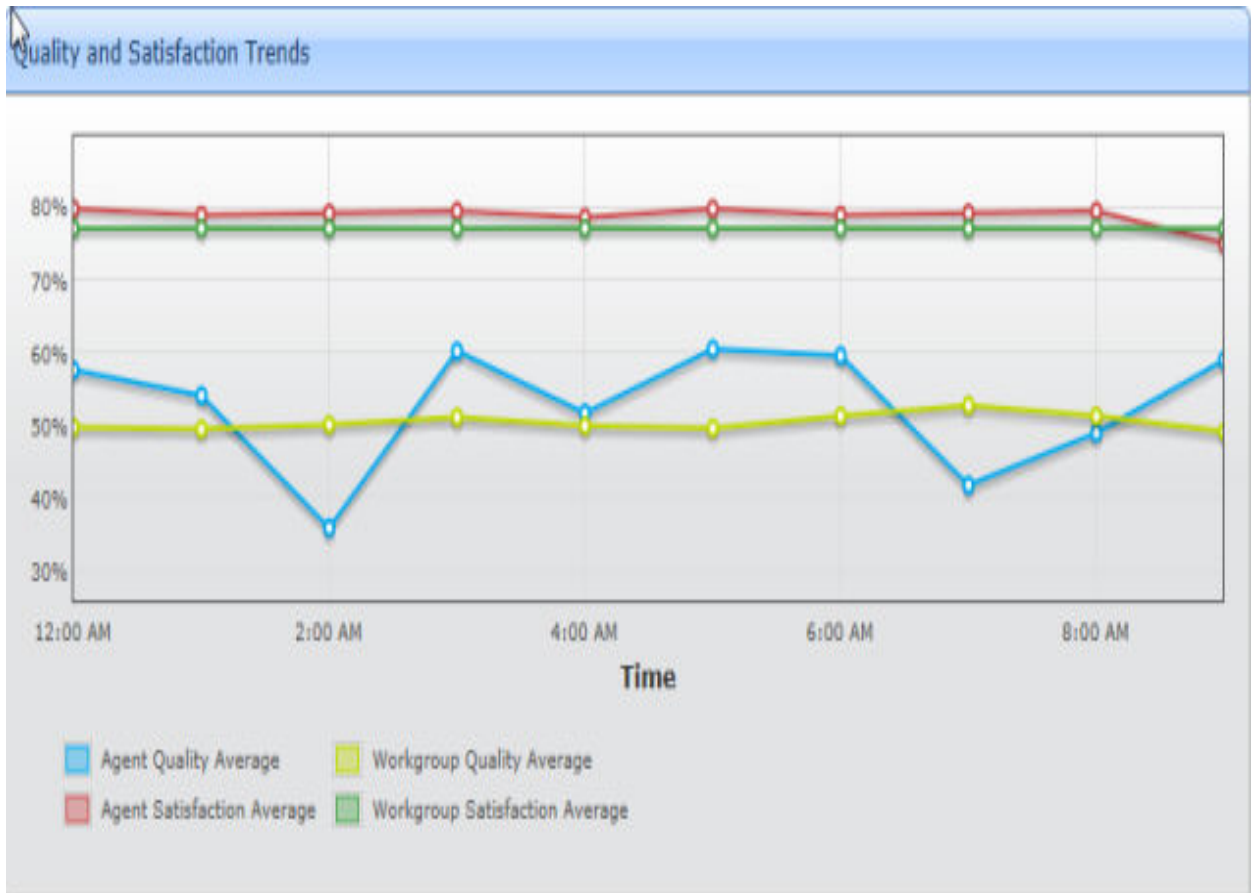 Quality and Satisfaction Trends
80%
70%
60%
50%
40%
30%
12:00 AM 2:00 AM 4:00 AM 6:00 AM 8:00 AM
Time
Agent Quality Average Workgroup Quality Average
Agent Satisfaction Average Workgroup Satisfaction Average